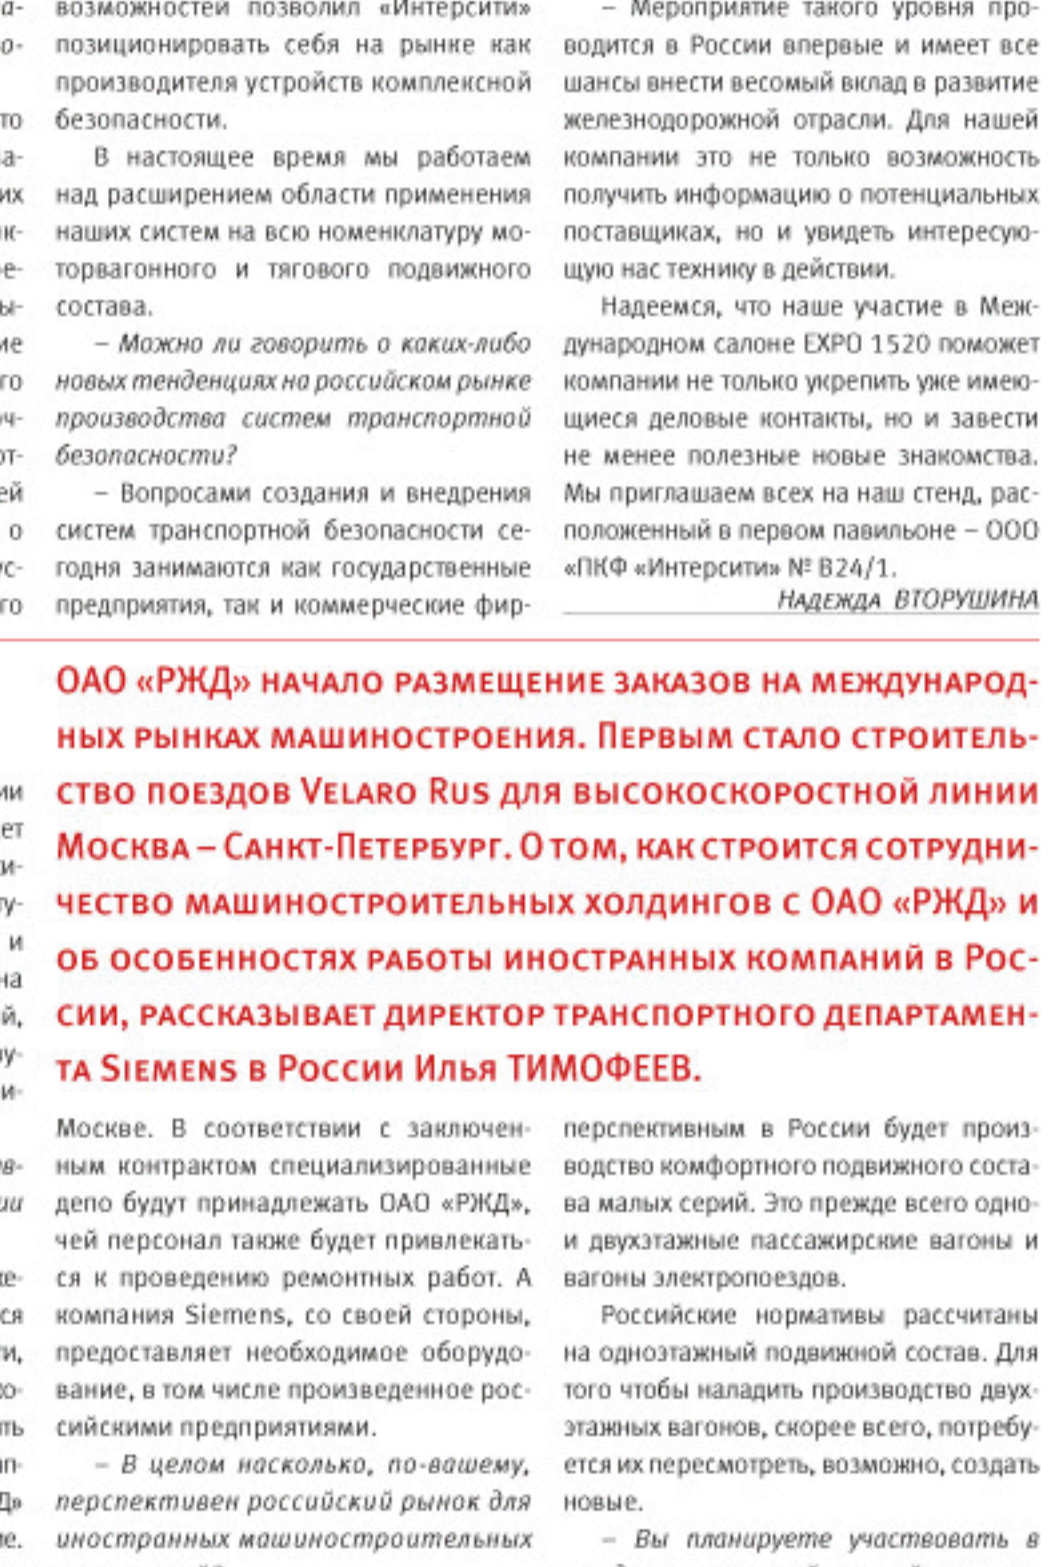 возможностей позволил «Интерсити»
позиционировать себя на рынке как
производителя устройств комплексной
безопасности.
В настоящее время мы работаем
над расширением области применения
наших систем на всю номенклатуру мо-
торвагонного и тягового подвижного
состава.
– Можно ли говорить о каких-либо
новых тенденциях на российском рынке
производства систем транспортной
безопасности?
– Вопросами создания и внедрения
систем транспортной безопасности се-
годня занимаются как государственные
предприятия, так и коммерческие фир-
– Мероприятие такого уровня про-
водится в России впервые и имеет все
шансы внести весомый вклад в развитие
железнодорожной отрасли. Для нашей
компании это не только возможность
получить информацию о потенциальных
поставщиках, но и увидеть интересую-
щую нас технику в действии.
Надеемся, что наше участие в Меж-
дународном салоне EXPO 1520 поможет
компании не только укрепить уже имею-
щиеся деловые контакты, но и завести
не менее полезные новые знакомства.
Мы приглашаем всех на наш стенд, рас-
положенный в первом павильоне – ООО
«ПКФ «Интерсити» № В24/1.
Надежда ВТОРУШИНА
ОАО «РЖД» начало размещение заказов на международ-
ных рынках машиностроения. Первым стало строитель-
ство поездов Velaro Rus для высокоскоростной линии
Москва – Санкт-Петербург. О том, как строится сотрудни-
чество машиностроительных холдингов с ОАО «РЖД» и
об особенностях работы иностранных компаний в Рос-
сии, рассказывает директор транспортного департамен-
та Siemens в России Илья ТИМОФЕЕВ.
Москве. В соответствии с заключен-
ным контрактом специализированные
депо будут принадлежать ОАО «РЖД»,
чей персонал также будет привлекать-
ся к проведению ремонтных работ. А
компания Siemens, со своей стороны,
предоставляет необходимое оборудо-
вание, в том числе произведенное рос-
сийскими предприятиями.
– В целом насколько, по-вашему,
перспективен российский рынок для
иностранных машиностроительных
перспективным в России будет произ-
водство комфортного подвижного соста-
ва малых серий. Это прежде всего одно-
и двухэтажные пассажирские вагоны и
вагоны электропоездов.
Российские нормативы рассчитаны
на одноэтажный подвижной состав. Для
того чтобы наладить производство двух-
этажных вагонов, скорее всего, потребу-
ется их пересмотреть, возможно, создать
новые.
– Вы планируете участвовать в